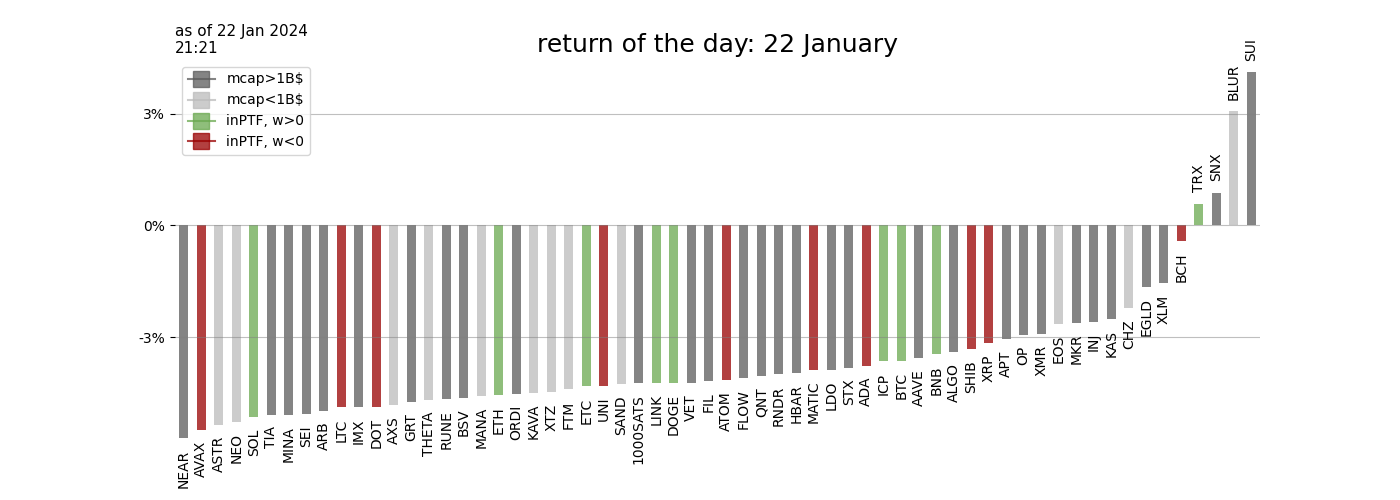 as of 22 Jan 2024
21:21
return of the day: 22 January
mcap>1B$
mcap<1B$
inPTF, w>0
inPTF, w<0
3%
0%
-3%
NEAR
AVAX
ASTR
NEO
SOL
TIA
MINA
SEI
ARB
LTC
IMX
DOT
AXS
GRT
THETA
RUNE
BSV
MANA
ETH
ORDI
KAVA
XTZ
FTM
ETC
UNI
SAND
1000SATS
LINK
DOGE
VET
FIL
ATOM
FLOW
QNT
RNDR
HBAR
MATIC
LDO
STX
ADA
ICP
BTC
AAVE
BNB
ALGO
SHIB
XRP
APT
OP
XMR
EOS
MKR
INJ
KAS
CHZ
EGLD
XLM
BCH
TRX
SNX
BLUR
SUI